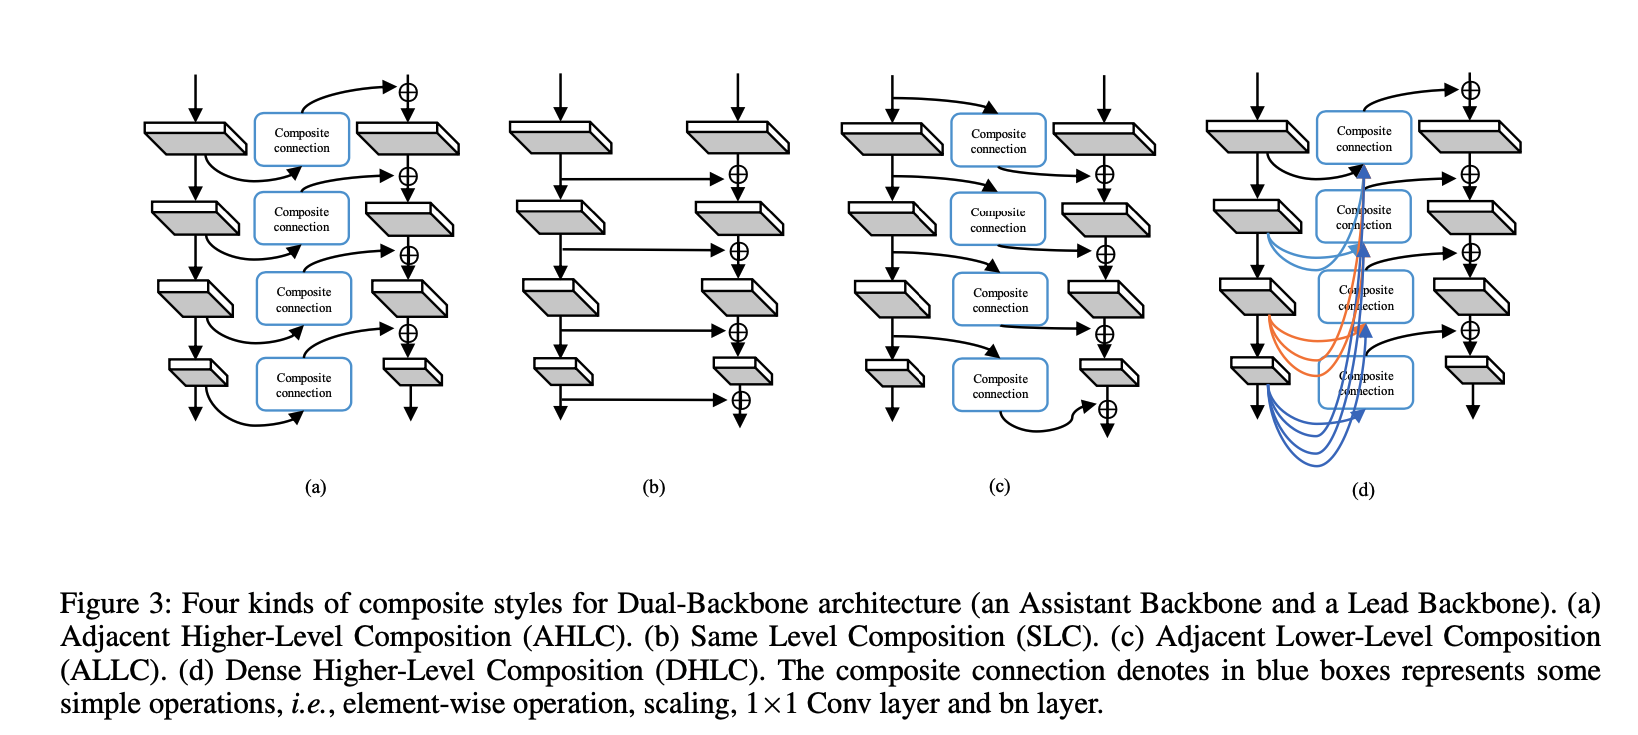 Composite
connection
Composite
connection
Composite
connection
Composite
connection
(a)
(b)
Composite
connection
Composite
connection
Composite
connection
Composite
connection
(c)
Composite
connection
Composite
connection
Composite
connection
Composite
connection
(d)
Figure 3: Four kinds of composite styles for Dual-Backbone architecture (an Assistant Backbone and a Lead Backbone). (a)
Adjacent Higher-Level Composition (AHLC). (b) Same Level Composition (SLC). (c) Adjacent Lower-Level Composition
(ALLC). (d) Dense Higher-Level Composition (DHLC). The composite connection denotes in blue boxes represents some
simple operations, i.e., element-wise operation, scaling, 1×1 Conv layer and bn layer.